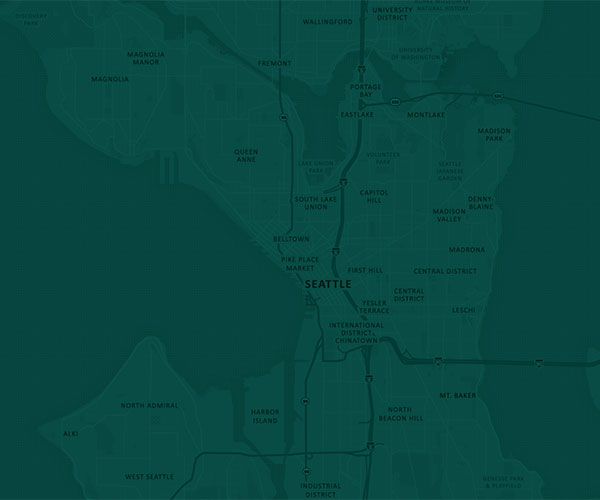 NATURAL HISTORY
UNIVERSITY
DISTRICT
DISCOVERY
PARK
WALLINGFORD
MAGNOLIA
MANOR
UNIVERSITY
OF WASHINGTON
FREMONT
MAGNOLIA
PORTAGE
BAY
EASTLAKE
MONTLAKE
MADISON
PARK
QUEEN
ANNE
VOLUNTEER
PARK
LAKE UNION
PARK
SEATTLE
JAPANESE
GARDEN
CAPITOL
HILL
SOUTH LAKE
UNION
DENNY-
BLAINE
MADISON
VALLEY
BELLTOWN
MADRONA
PIKE PLACE
MARKET
FIRST HILL
CENTRAL DISTRICT
SEATTLE
CENTRAL
DISTRICT
YESLER
TERRACE
LESCHI
INTERNATIONAL
DISTRICT,
CHINATOWN
MT. BAKER
NORTH ADMIRAL
HARBOR
ISLAND
NORTH
BEACON HILL
ALKI
WEST SEATTLE
INDUSTRIAL
DISTRICT
GENESEE PARK
& PLAYFIELD